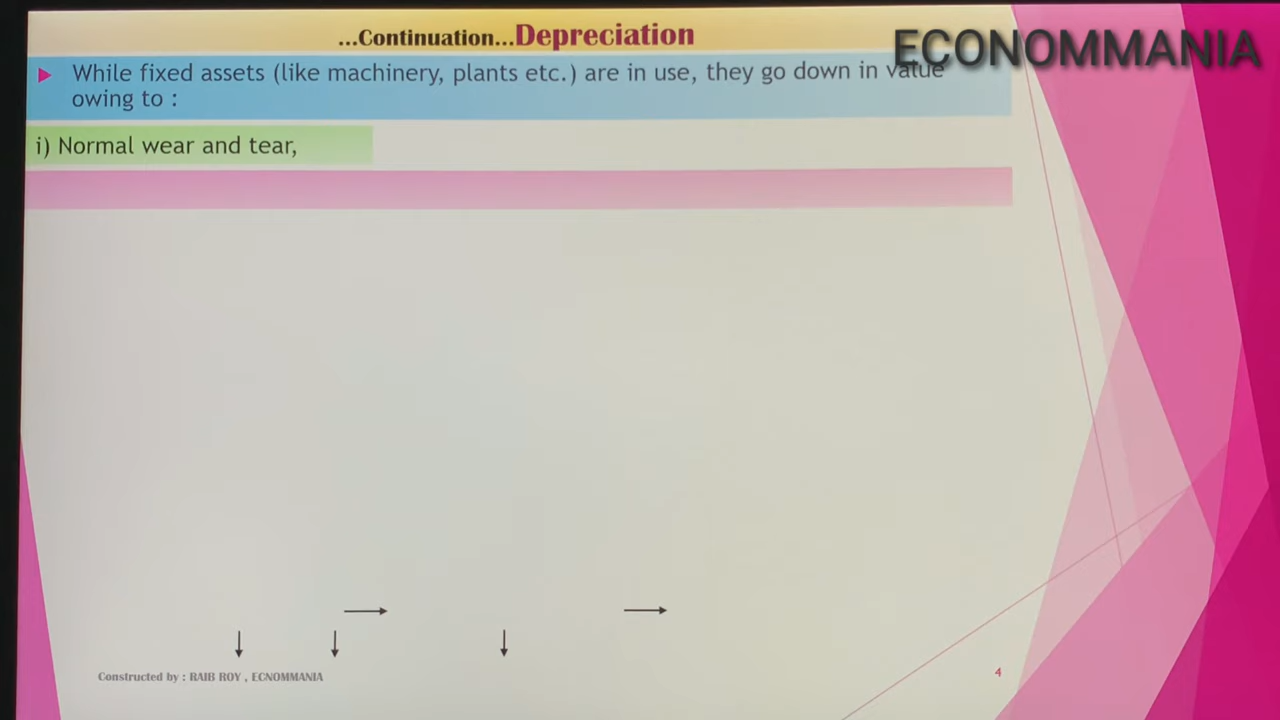 ...Continuation...Depreciation
ECONOMMANIA
While fixed assets (like machinery, plants etc.) are in use, they go down in value
owing to :
i) Normal wear and tear,
Constructed by : RAIB ROY , ECNOMMANIA
4